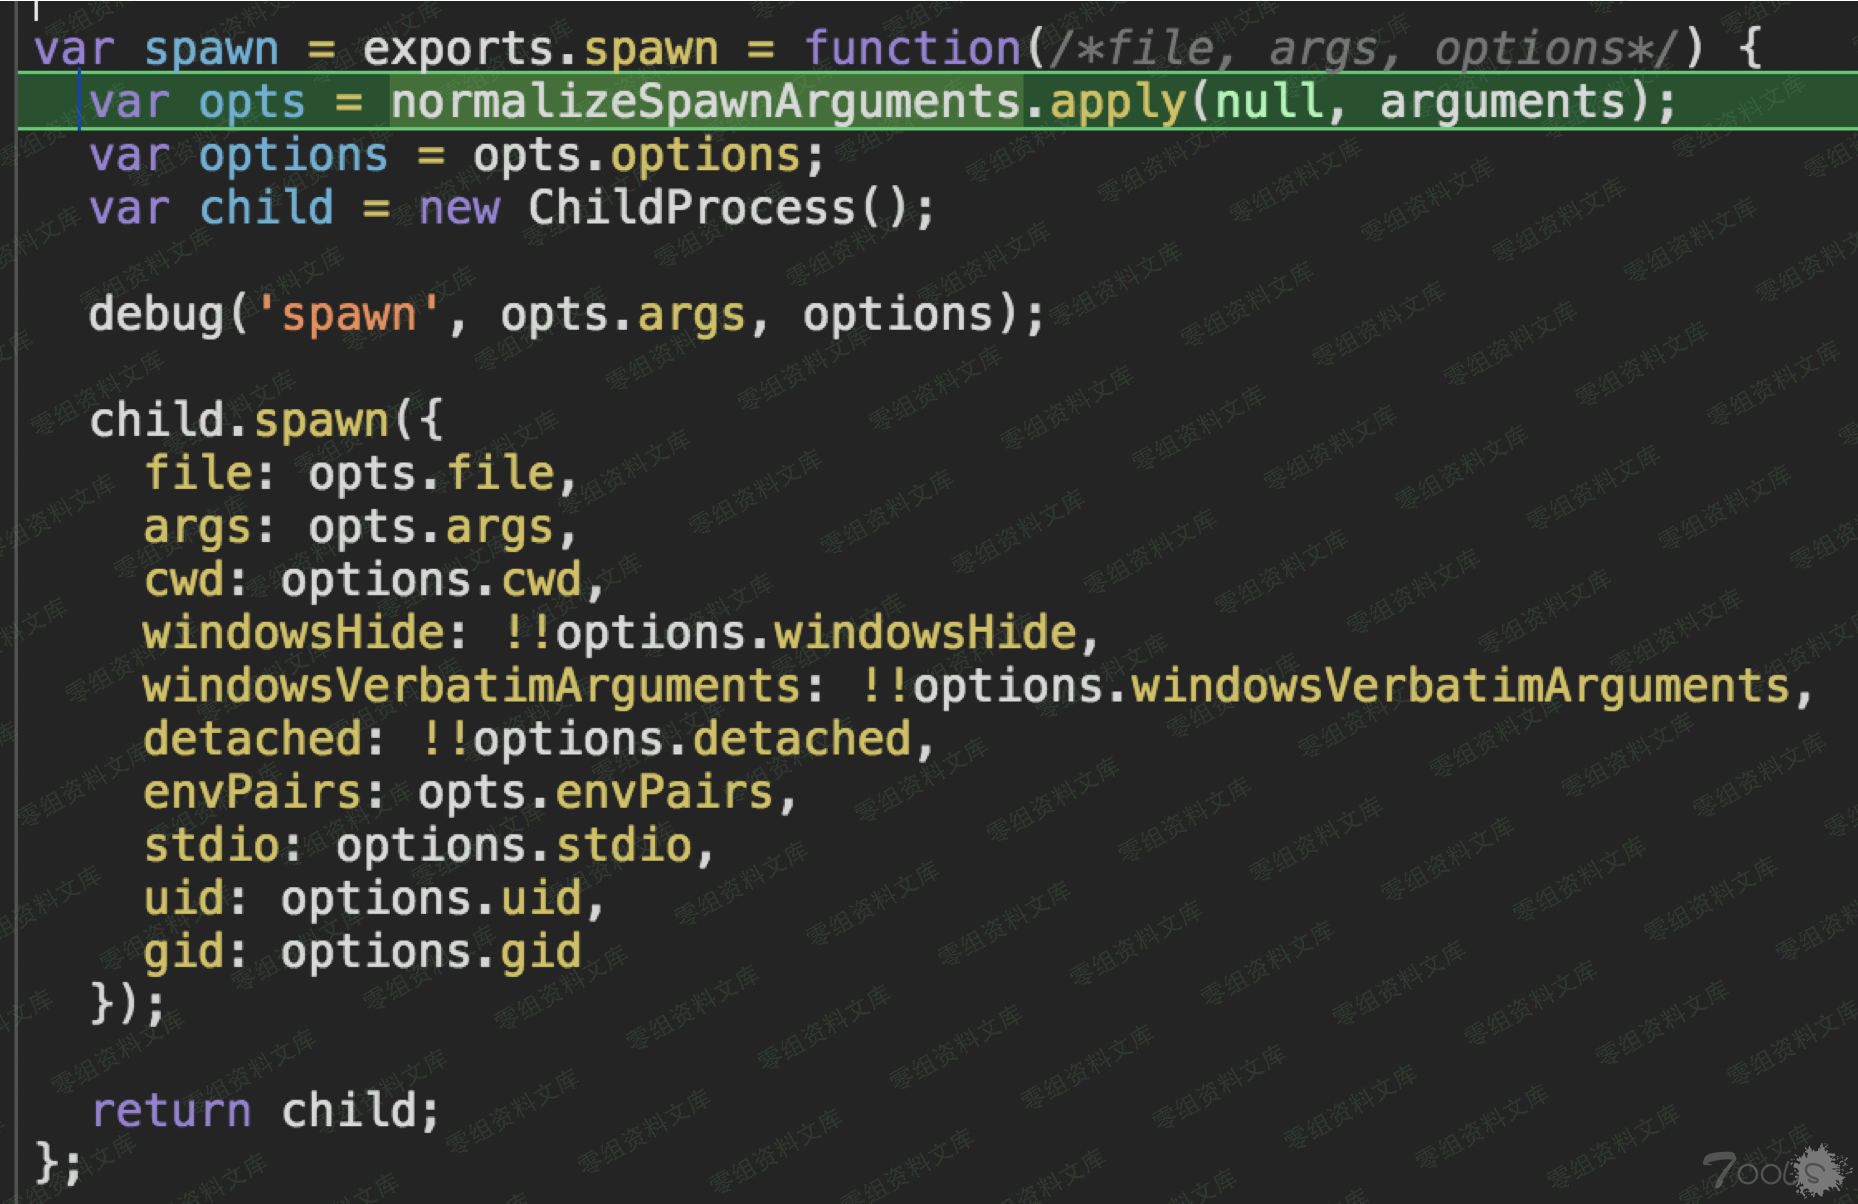 var spawn = exports.spawn = function(/*file, args, options*/) {
  var opts = normalizeSpawnArguments.apply(null, arguments);
  var options = opts.options;
  var child = new ChildProcess();

  debug('spawn', opts.args, options);

  child.spawn({
    file: opts.file,
    args: opts.args,
    cwd: options.cwd,
    windowsHide: !!options.windowsHide,
    windowsVerbatimArguments: !!options.windowsVerbatimArguments,
    detached: !!options.detached,
    envPairs: opts.envPairs,
    stdio: options.stdio,
    uid: options.uid,
    gid: options.gid
  });

  return child;
};
零组资料文库
7ools